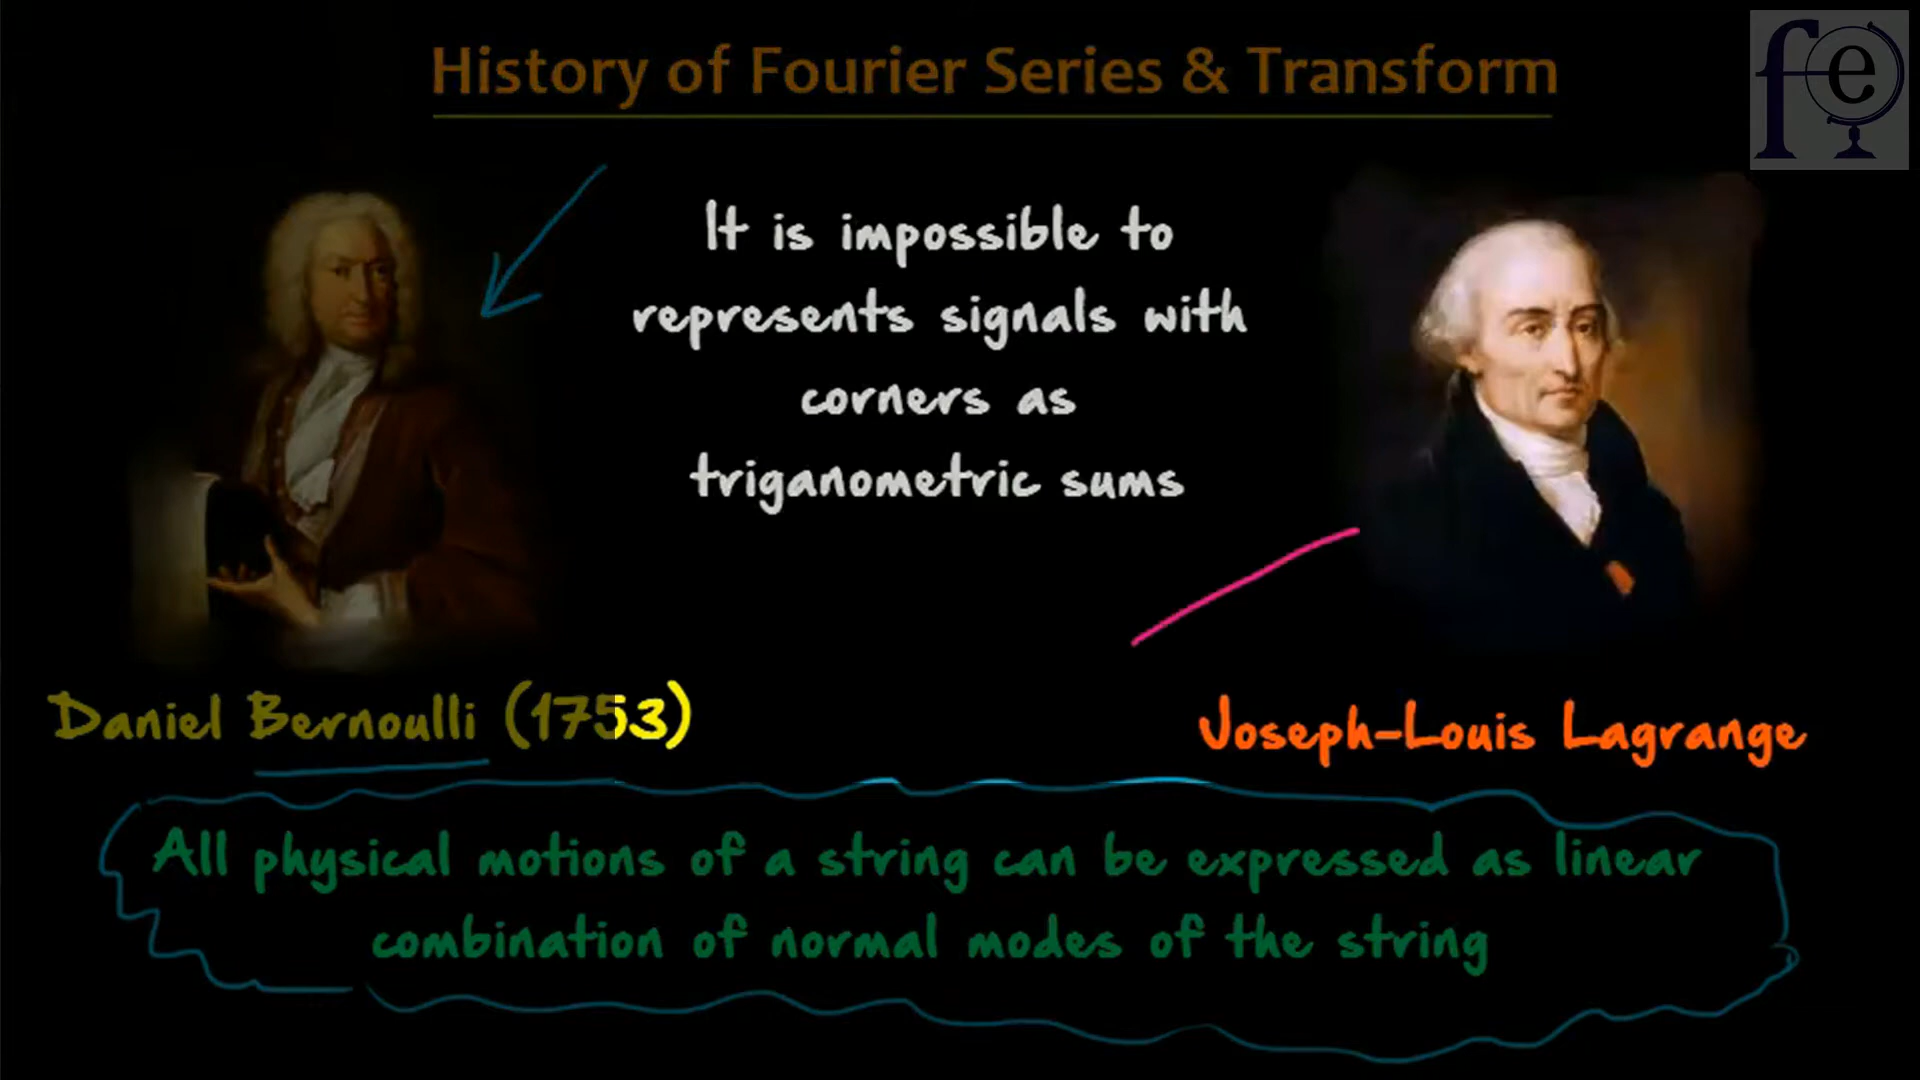 History of Fourier Series & Transform
fe
It is impossible to
represents signals with
corners as
triganometric sums
Daniel Bernoulli (1753)
Joseph-Louis Lagrange
All physical motions of a string can be expressed as linear
combination of normal modes of the string